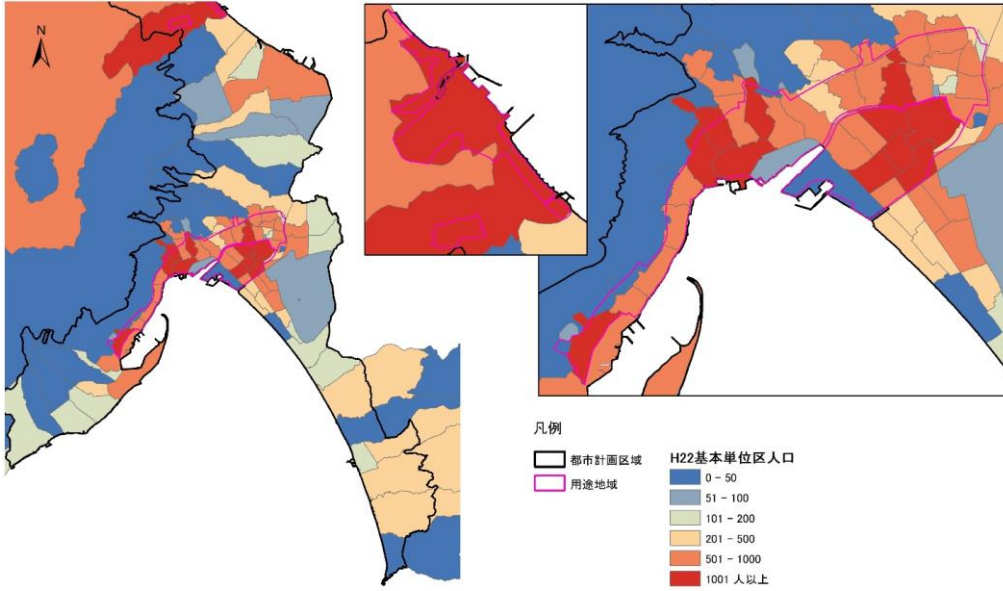 N
凡例
都市計画区域
用途地域
H22基本単位区人口
0 - 50
51 - 100
101 - 200
201 - 500
501 - 1000
1001 人以上